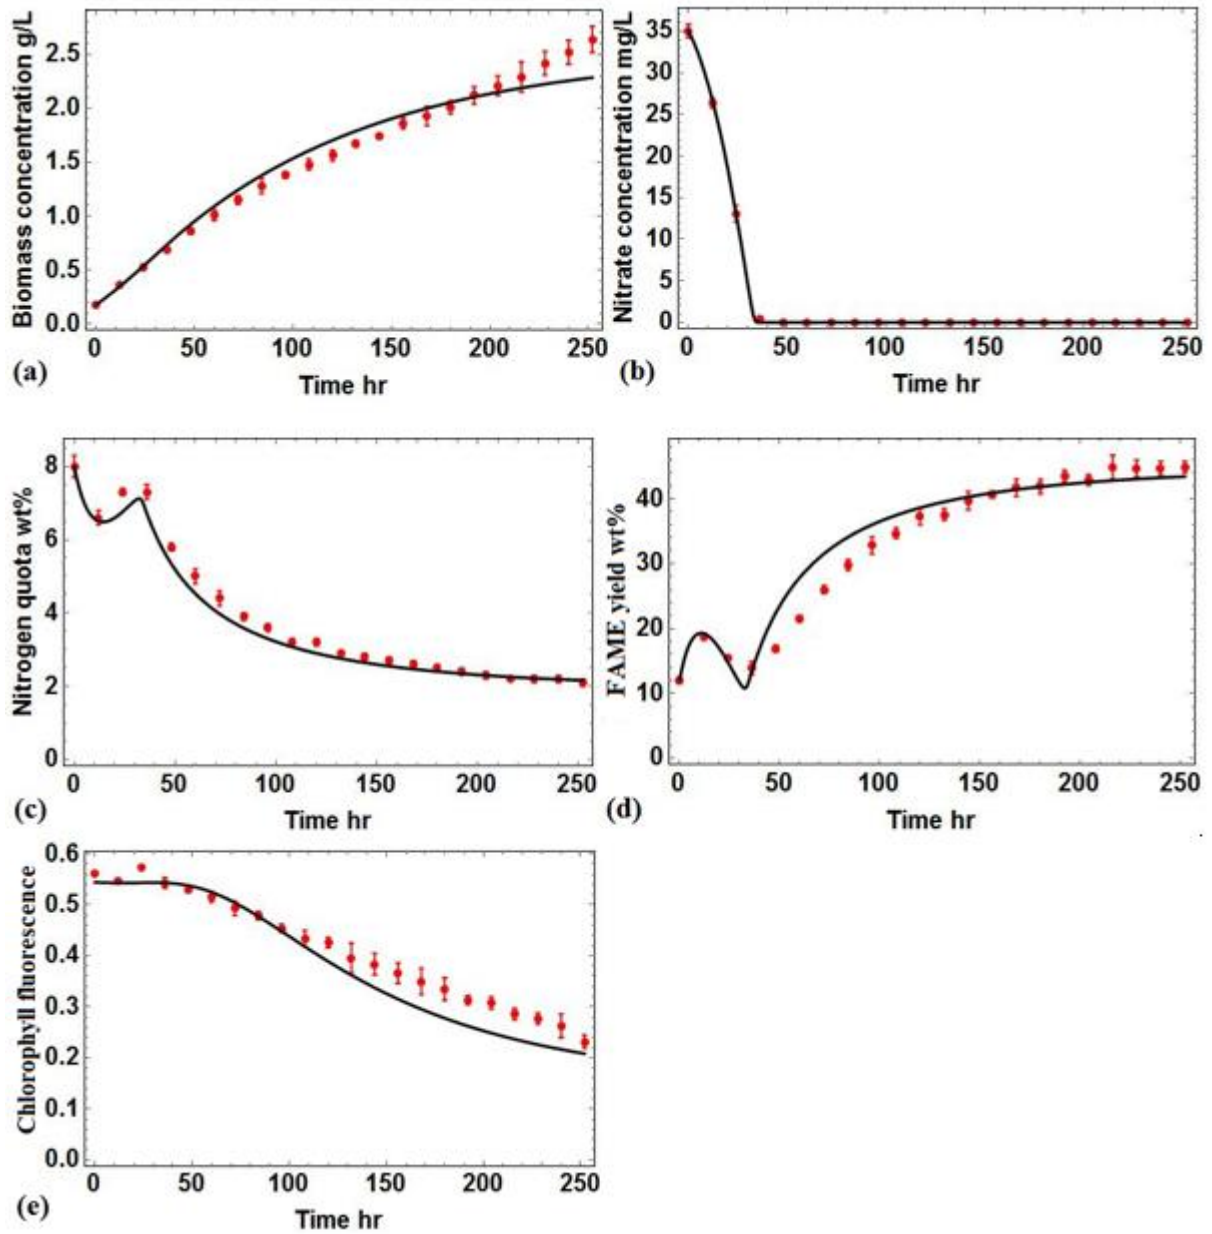 Biomass concentration g/L
2.5
2.0
1.5
1.0
0.5
0.0
0 50 100 150 200 250
Time hr
(a)
Nitrate concentration mg/L
35
30
25
20
15
10
5
0
0 50 100 150 200 250
Time hr
(b)
Nitrogen quota wt%
8
6
4
2
0
0 50 100 150 200 250
Time hr
(c)
FAME yield wt%
40
30
20
10
0
0 50 100 150 200 250
Time hr
(d)
Chlorophyll fluorescence
0.6
0.5
0.4
0.3
0.2
0.1
0.0
0 50 100 150 200 250
Time hr
(e)